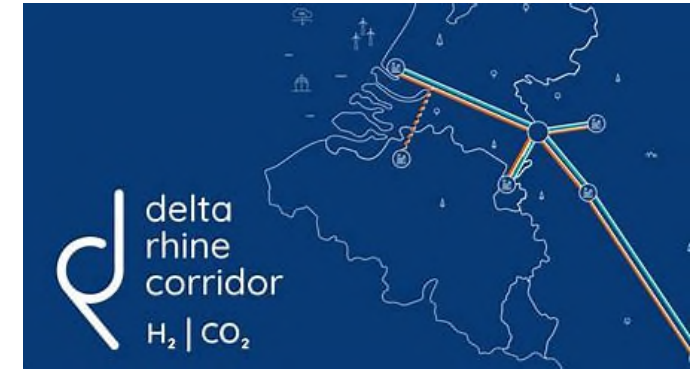 delta
rhine
corridor
H₂ | CO₂